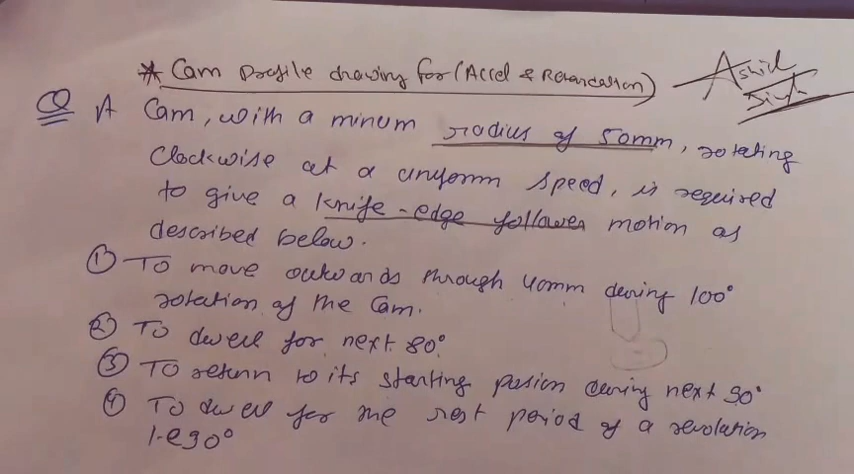 * Cam profile drawing for (Accel & Retardation)
Ashid
Singh
Q A Cam, with a minum radius of 50mm, rotating
Clockwise at a uniform speed, is required
to give a knife-edge follower motion as
described below.
① To move outwards through 40mm during 100°
rotation of the Cam.
② To dwell for next 80°
③ To return to its starting posion during next 90°
④ To dwell for the rest period of a revolution
i.e 90°